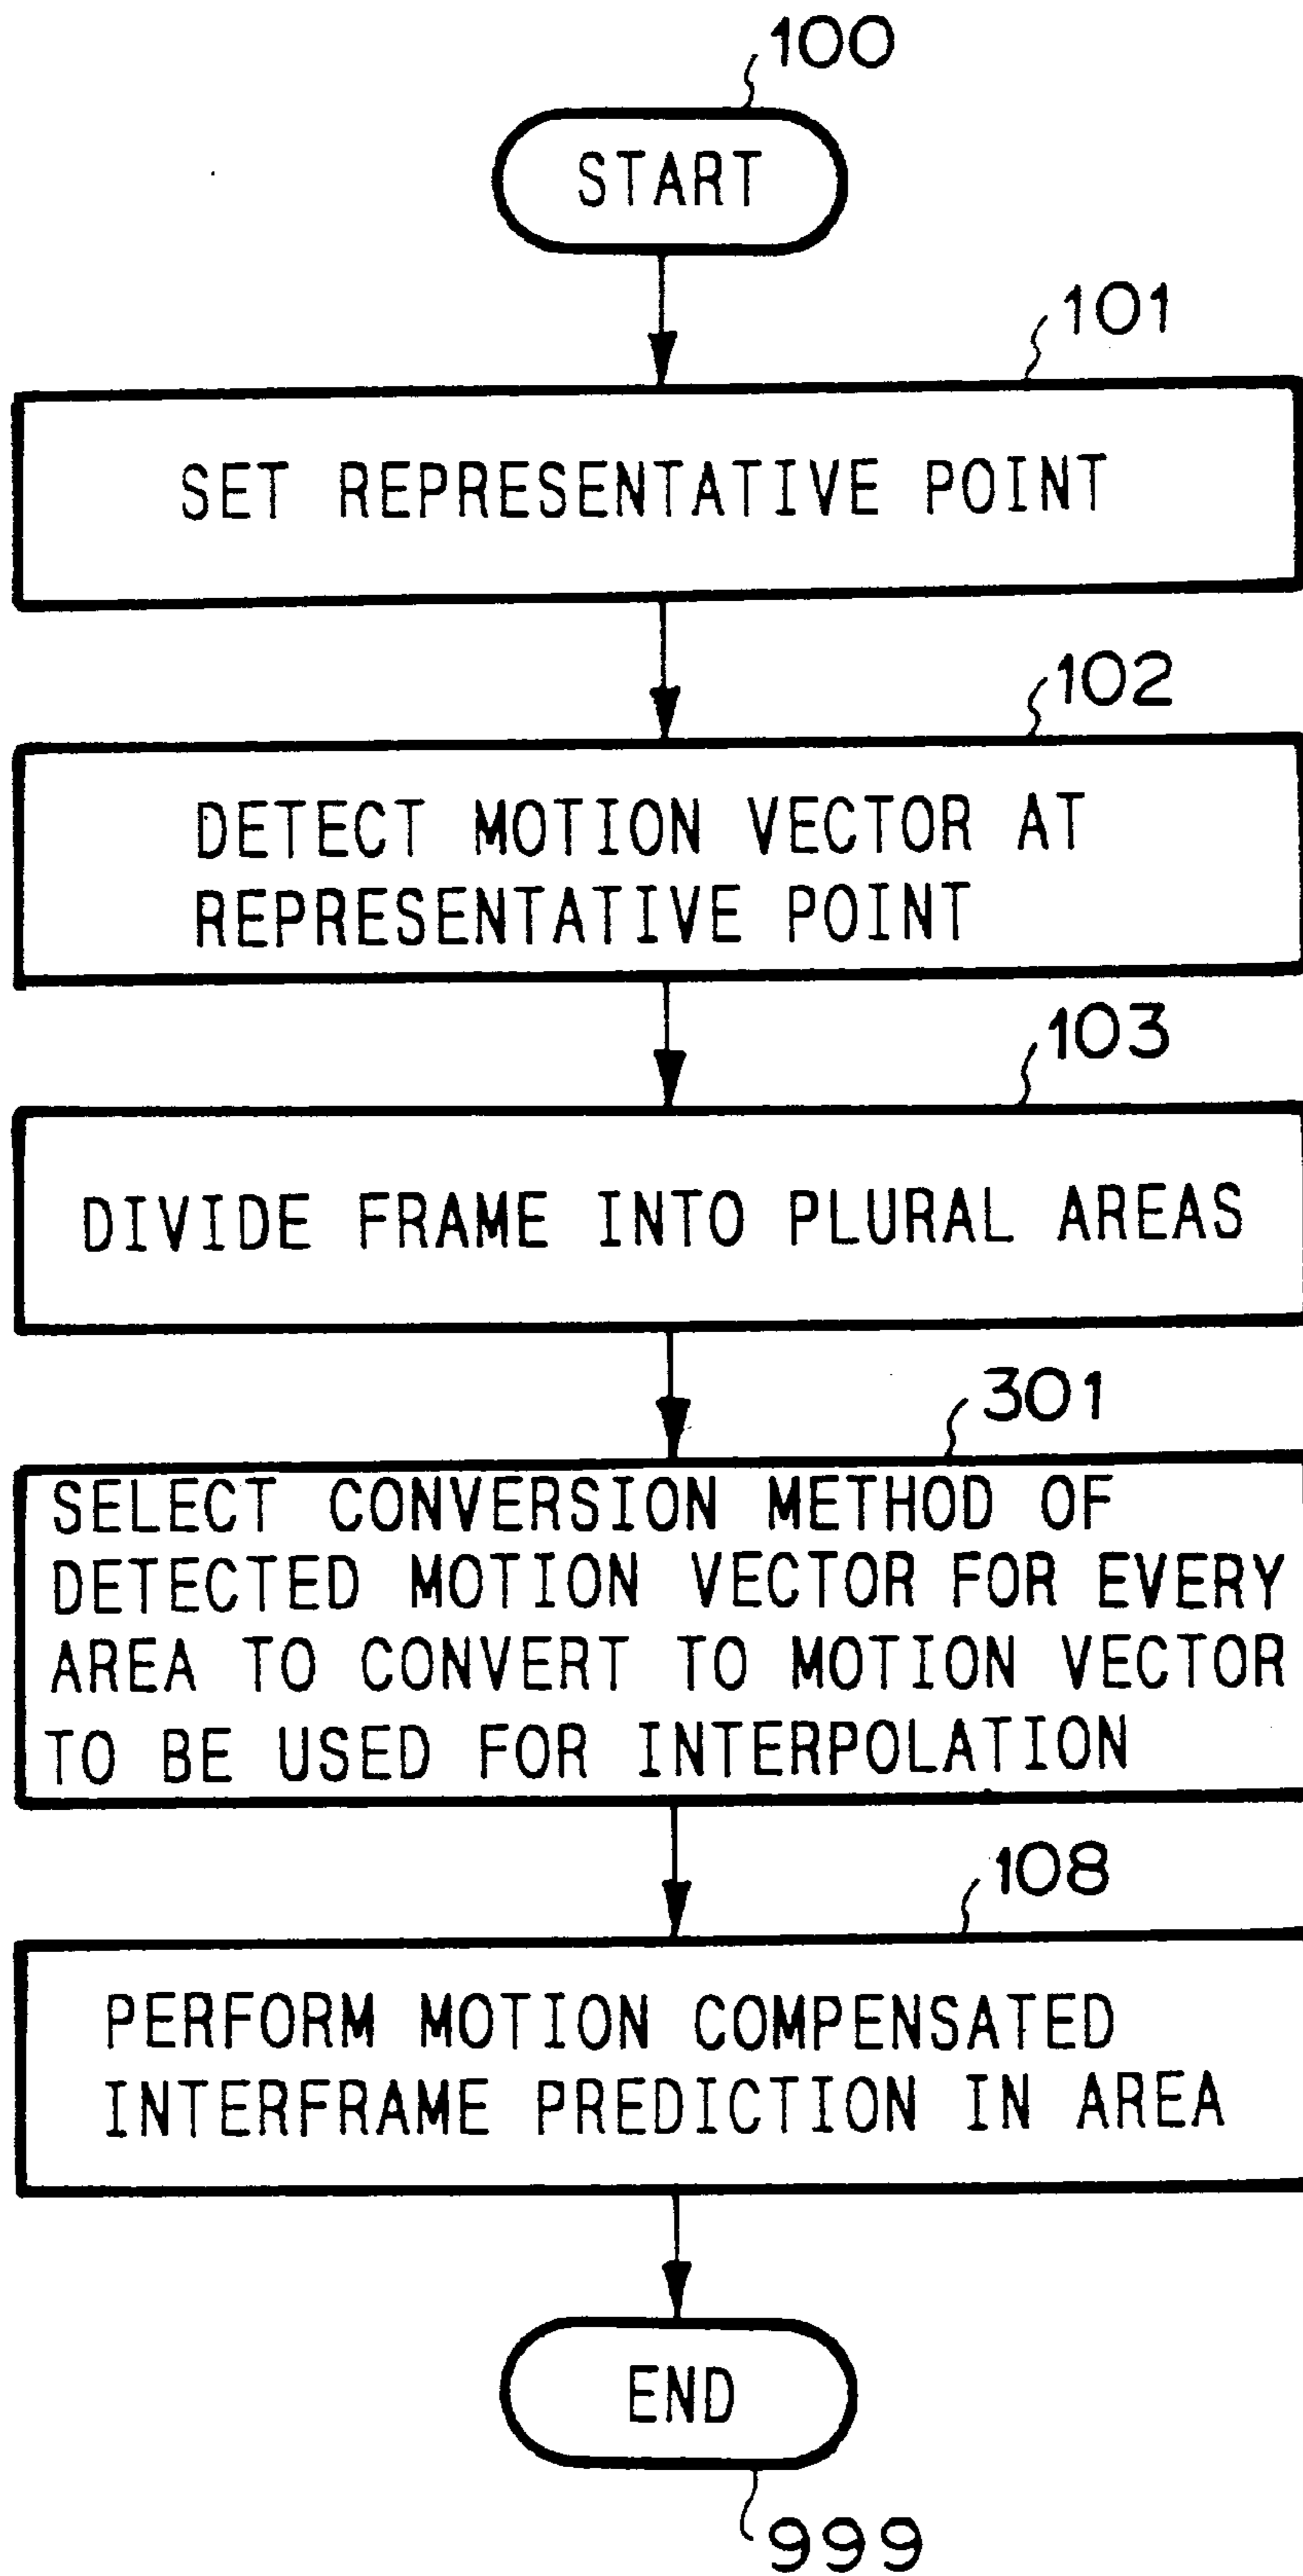 100
START
101
SET REPRESENTATIVE POINT
102
DETECT MOTION VECTOR AT
REPRESENTATIVE POINT
103
DIVIDE FRAME INTO PLURAL AREAS
301
SELECT CONVERSION METHOD OF
DETECTED MOTION VECTOR FOR EVERY
AREA TO CONVERT TO MOTION VECTOR
TO BE USED FOR INTERPOLATION
108
PERFORM MOTION COMPENSATED
INTERFRAME PREDICTION IN AREA
END
999